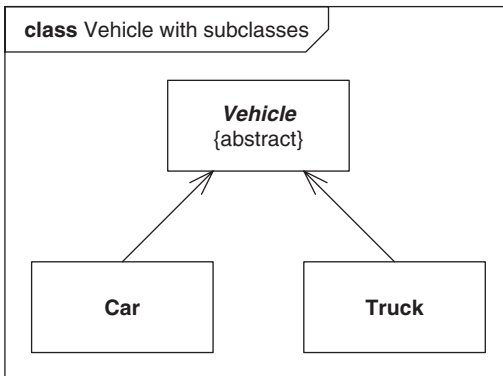 class Vehicle with subclasses
Vehicle
{abstract}
Car
Truck